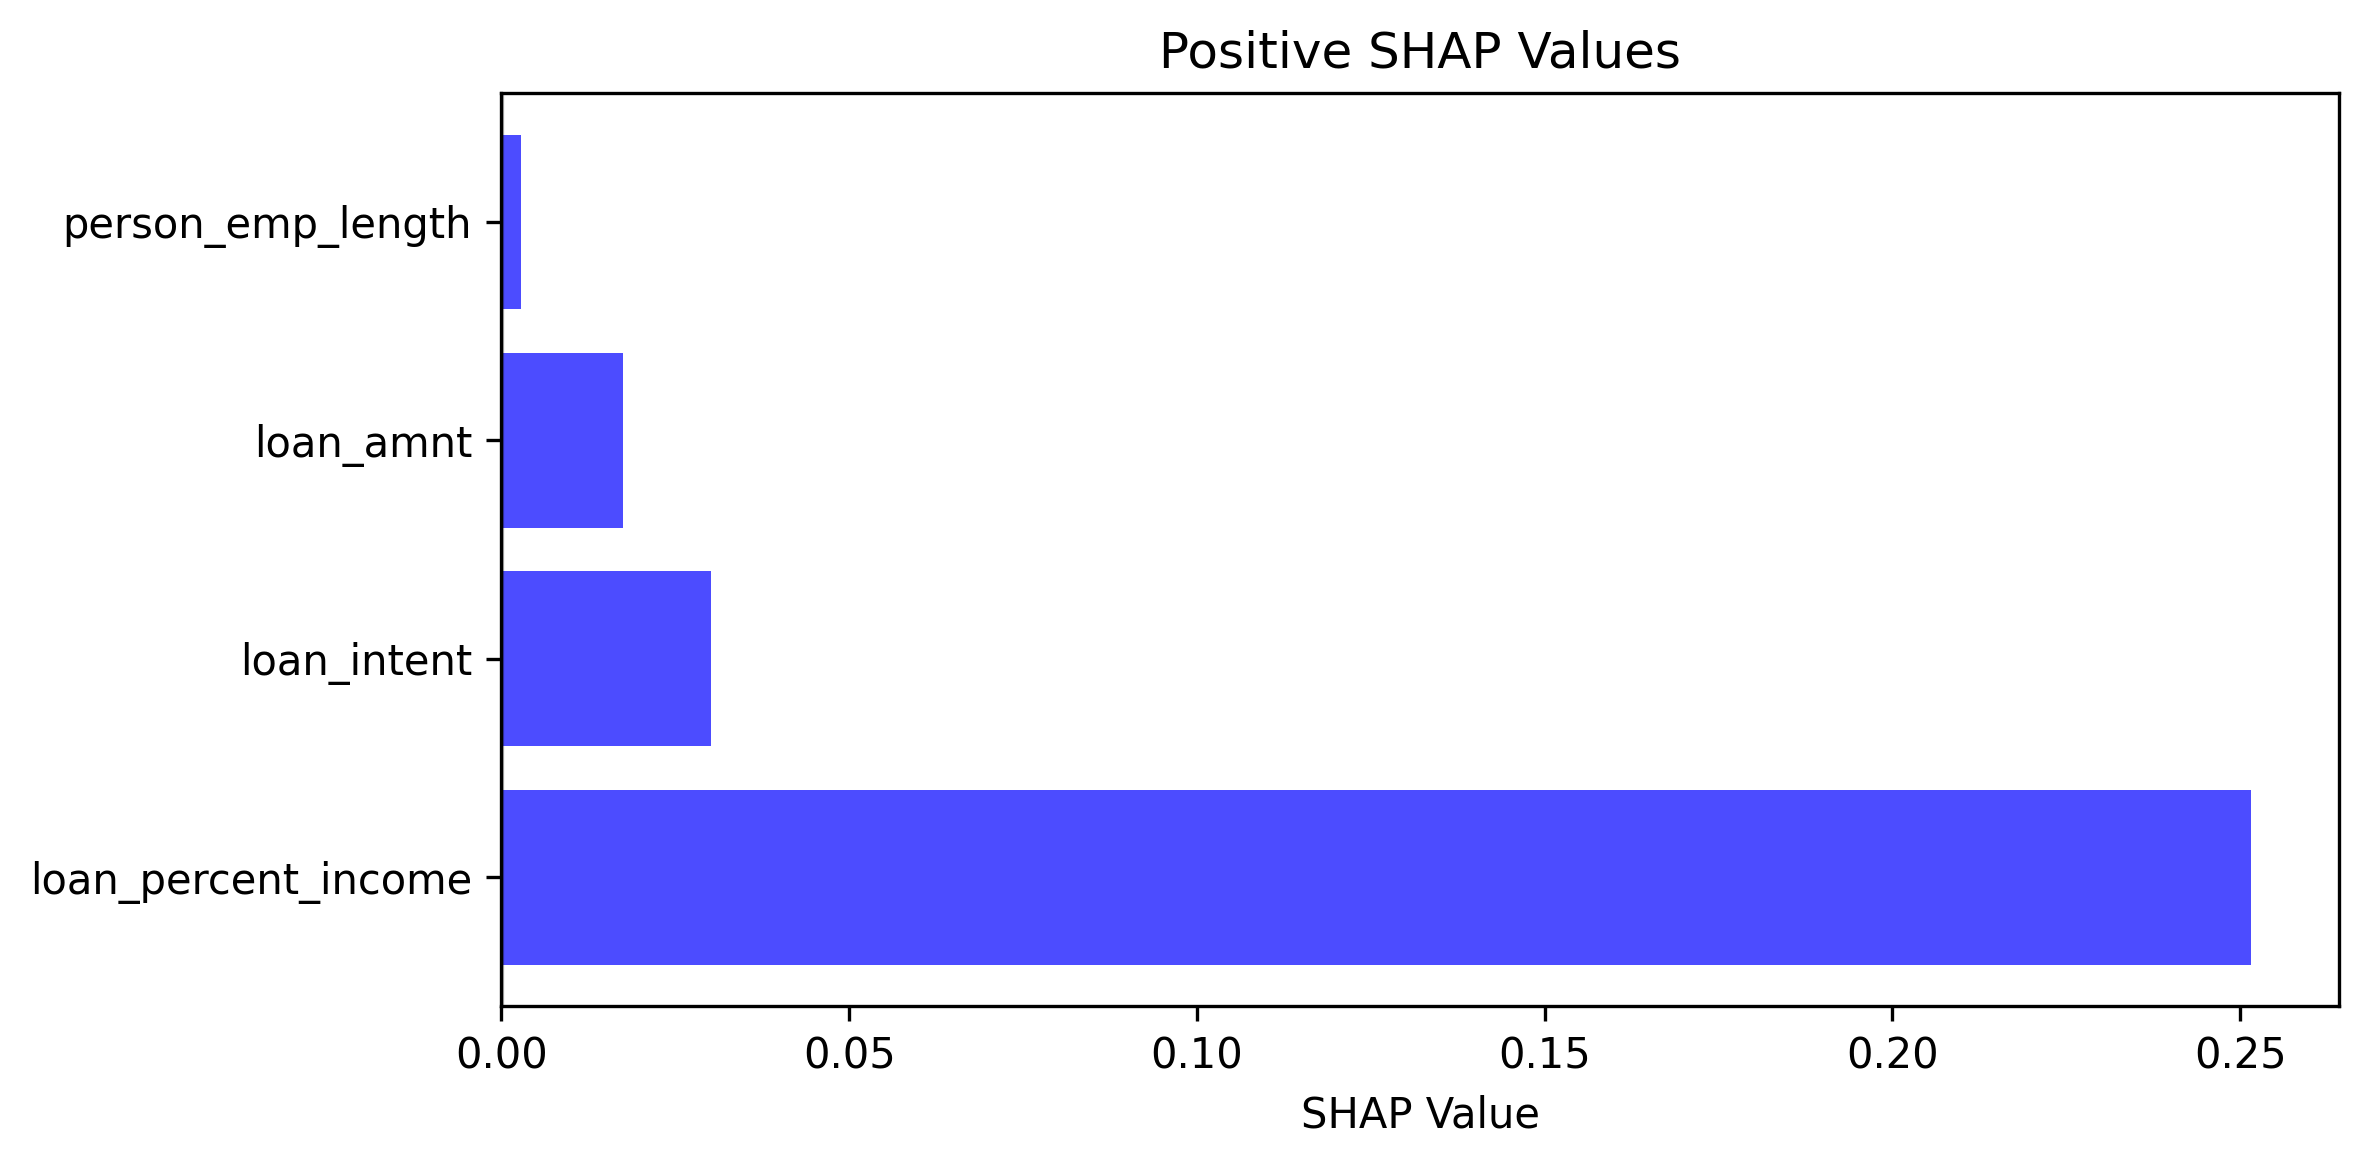 Positive SHAP Values
person_emp_length
loan_amnt
loan_intent
loan_percent_income
0.00 0.05 0.10 0.15 0.20 0.25
SHAP Value